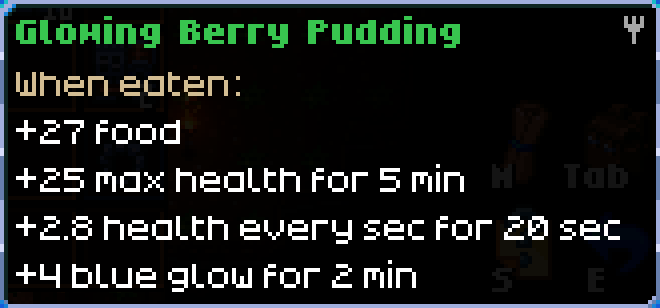 Glowing Berry Pudding
When eaten:
+27 food
+25 max health for 5 min
+2.8 health every sec for 20 sec
+4 blue glow for 2 min
W
Tab
S
E